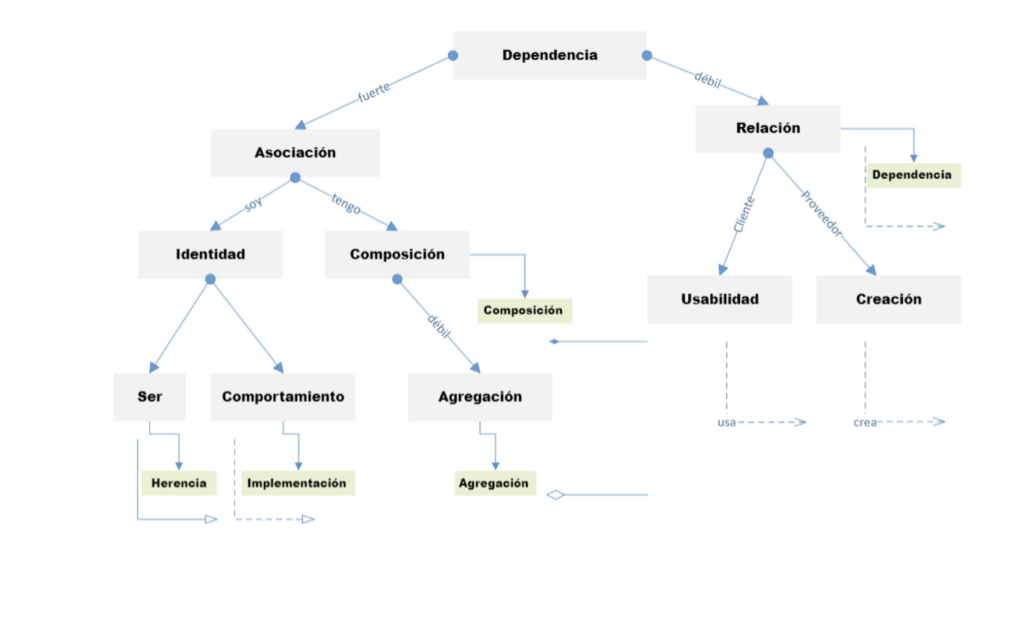 Dependencia
fuerte
débil
Asociación
Relación
Dependencia
soy
tengo
Cliente
Proveedor
Identidad
Composición
Usabilidad
Creación
Composición
débil
Ser
Comportamiento
Agregación
usa
crea
Herencia
Implementación
Agregación